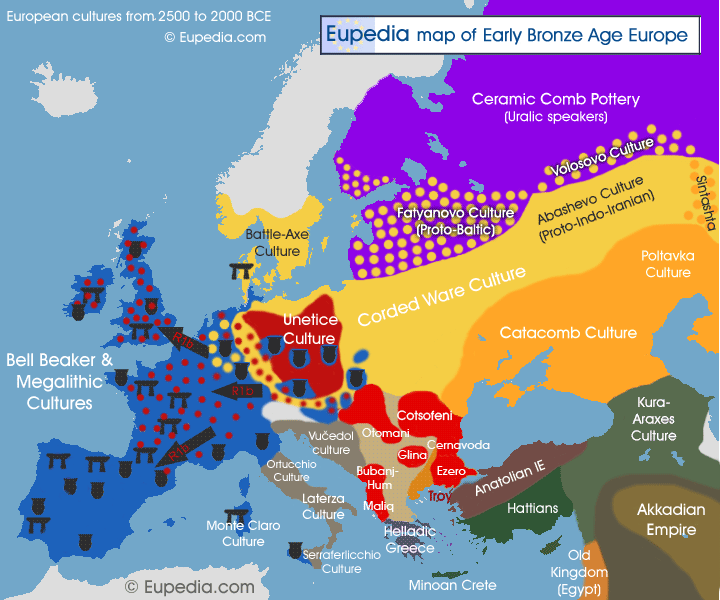 European cultures from 2500 to 2000 BCE
© Eupedia.com
Eupedia map of Early Bronze Age Europe
Ceramic Comb Pottery
(Uralic speakers)
Volosovo Culture
Sintashta
Abashevo Culture
(Proto-Indo-Iranian)
Fatyanovo Culture
(Proto-Baltic)
Battle-Axe
Culture
Poltavka
Culture
Corded Ware Culture
Unetice
Culture
Catacomb Culture
R1b
Bell Beaker &
Megalithic
Cultures
R1b
R1b
Kura-
Araxes
Culture
Cotsofeni
Otomani
Vučedol
culture
Cernavoda
Glina
Ortucchio
Culture
Bubanj-
Hum
Ezero
Anatolian IE
Troy
Laterza
Culture
Maliq
Hattians
Akkadian
Empire
Monte Claro
Culture
Helladic
Greece
Serraferlicchio
Culture
Old
Kingdom
(Egypt)
Minoan Crete
© Eupedia.com